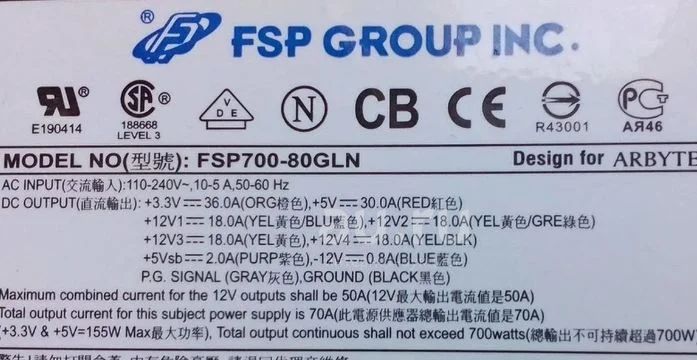 FSP GROUP INC.
E190414
188668
LEVEL 3
V D E
N
CB
CE
R43001
PC
АЯ46
MODEL NO(型號): FSP700-80GLN Design for ARBYTE
AC INPUT(交流輸入):110-240V~,10-5 A,50-60 Hz
DC OUTPUT(直流輸出): +3.3V = 36.0A(ORG橙色), +5V = 30.0A(RED紅色)
+12V1 = 18.0A(YEL黃色/BLU藍色), +12V2 = 18.0A(YEL黃色/GRE綠色)
+12V3 = 18.0A(YEL黃色), +12V4 = 18.0A(YEL/BLK)
+5Vsb = 2.0A(PURP紫色), -12V = 0.8A(BLUE藍色)
P.G. SIGNAL (GRAY灰色),GROUND (BLACK黑色)
Maximum combined current for the 12V outputs shall be 50A(12V最大輸出電流值是50A)
Total output current for this subject power supply is 70A(此電源供應器總輸出電流值是70A)
(+3.3V & +5V=155W Max最大功率), Total output continuous shall not exceed 700watts(總輸出不可持續超過700W